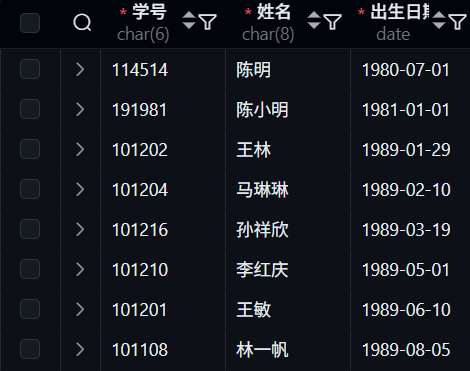 * 学号 * 姓名 * 出生日期
char(6) char(8) date
114514 陈明 1980-07-01
191981 陈小明 1981-01-01
101202 王林 1989-01-29
101204 马琳琳 1989-02-10
101216 孙祥欣 1989-03-19
101210 李红庆 1989-05-01
101201 王敏 1989-06-10
101108 林一帆 1989-08-05